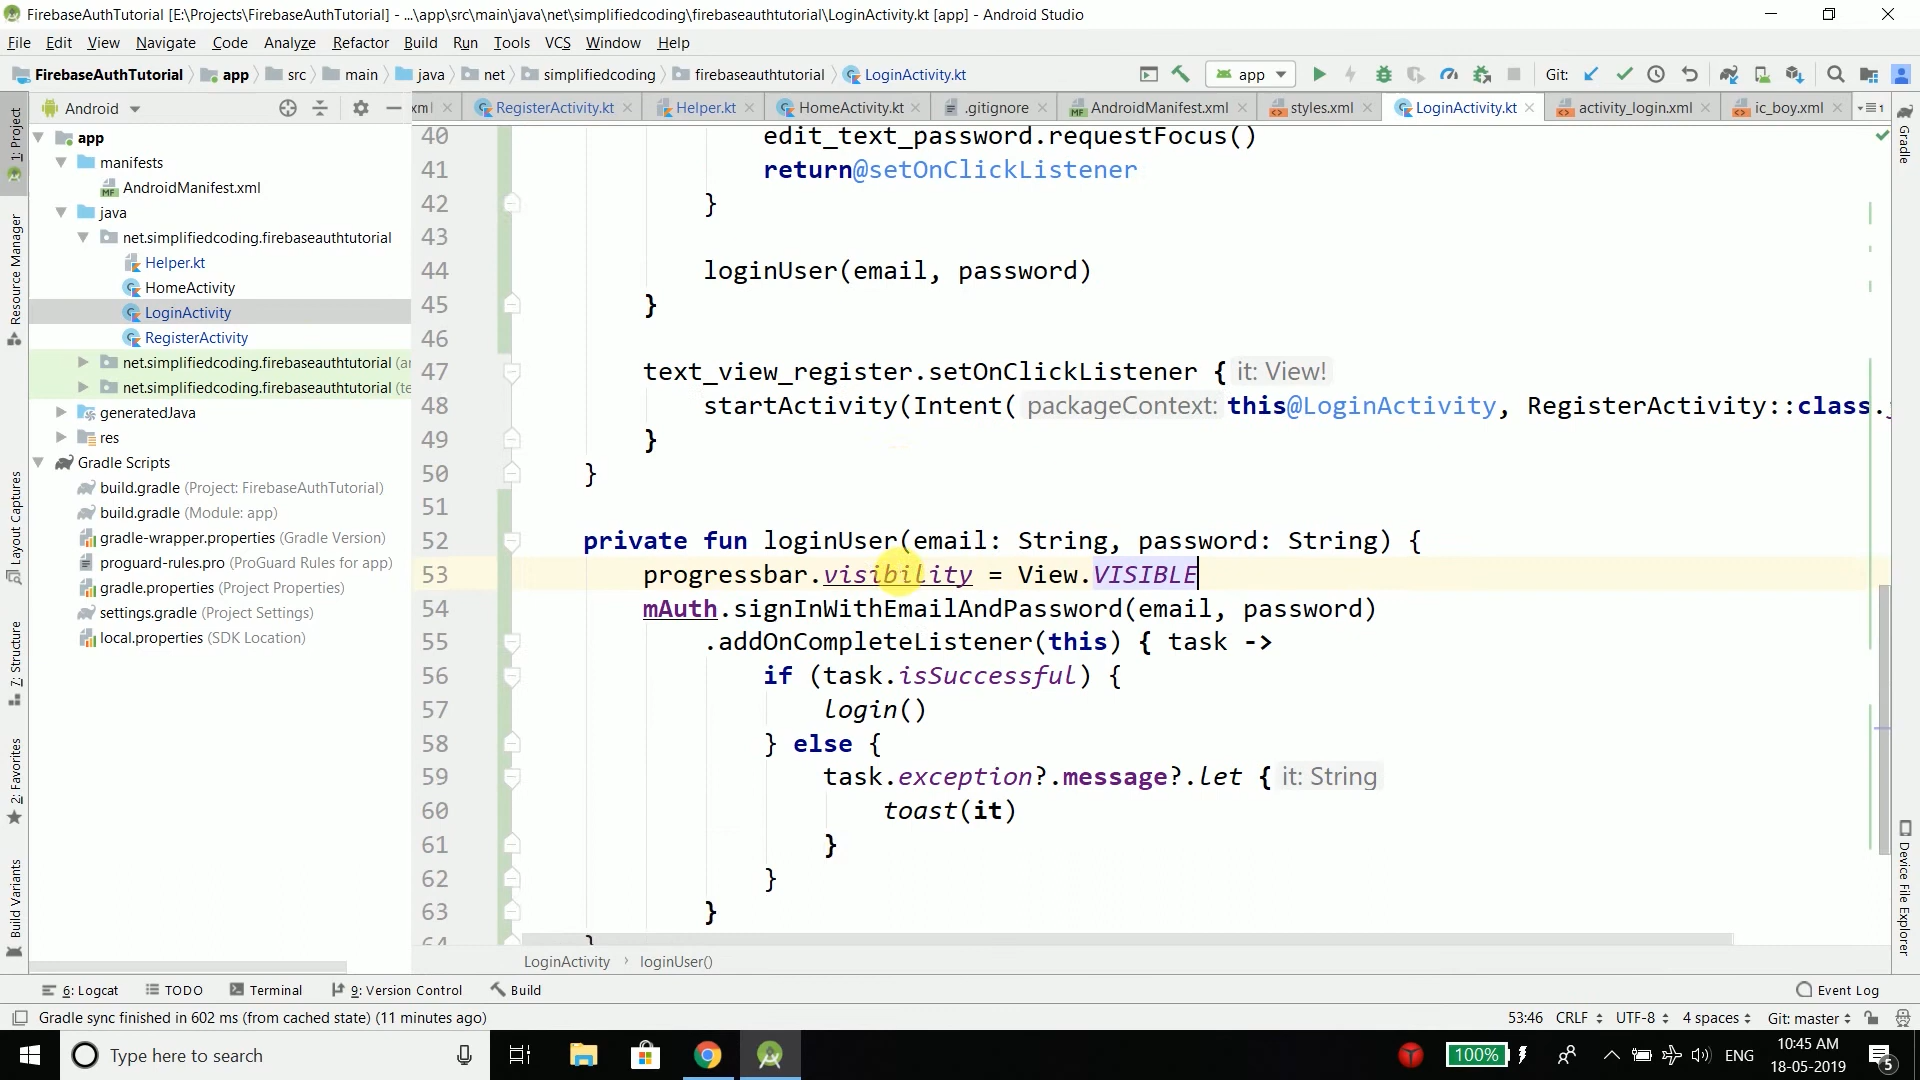 FirebaseAuthTutorial [E:\Projects\FirebaseAuthTutorial] - ...\app\src\main\java\net\simplifiedcoding\firebaseauthtutorial\LoginActivity.kt [app] - Android Studio
File Edit View Navigate Code Analyze Refactor Build Run Tools VCS Window Help
FirebaseAuthTutorial app src main java net simplifiedcoding firebaseauthtutorial LoginActivity.kt app Git:
Android
xml RegisterActivity.kt Helper.kt HomeActivity.kt .gitignore AndroidManifest.xml styles.xml LoginActivity.kt activity_login.xml ic_boy.xml
1: Project
Resource Manager
Layout Captures
7: Structure
2: Favorites
Build Variants
app
manifests
AndroidManifest.xml
java
net.simplifiedcoding.firebaseauthtutorial
Helper.kt
HomeActivity
LoginActivity
RegisterActivity
net.simplifiedcoding.firebaseauthtutorial (ar
net.simplifiedcoding.firebaseauthtutorial (te
generatedJava
res
Gradle Scripts
build.gradle (Project: FirebaseAuthTutorial)
build.gradle (Module: app)
gradle-wrapper.properties (Gradle Version)
proguard-rules.pro (ProGuard Rules for app)
gradle.properties (Project Properties)
settings.gradle (Project Settings)
local.properties (SDK Location)
40 edit_text_password.requestFocus()
41 return@setOnClickListener
42 }
43
44 loginUser(email, password)
45 }
46
47 text_view_register.setOnClickListener { it: View!
48 startActivity(Intent( packageContext: this@LoginActivity, RegisterActivity::class.j
49 }
50 }
51
52 private fun loginUser(email: String, password: String) {
53 progressbar.visibility = View.VISIBLE
54 mAuth.signInWithEmailAndPassword(email, password)
55 .addOnCompleteListener(this) { task ->
56 if (task.isSuccessful) {
57 login()
58 } else {
59 task.exception?.message?.let { it: String
60 toast(it)
61 }
62 }
63 }
64 }
Gradle
Device File Explorer
LoginActivity › loginUser()
6: Logcat TODO Terminal 9: Version Control Build Event Log
Gradle sync finished in 602 ms (from cached state) (11 minutes ago) 53:46 CRLF UTF-8 4 spaces Git: master
Type here to search 100% ENG 10:45 AM
18-05-2019 5